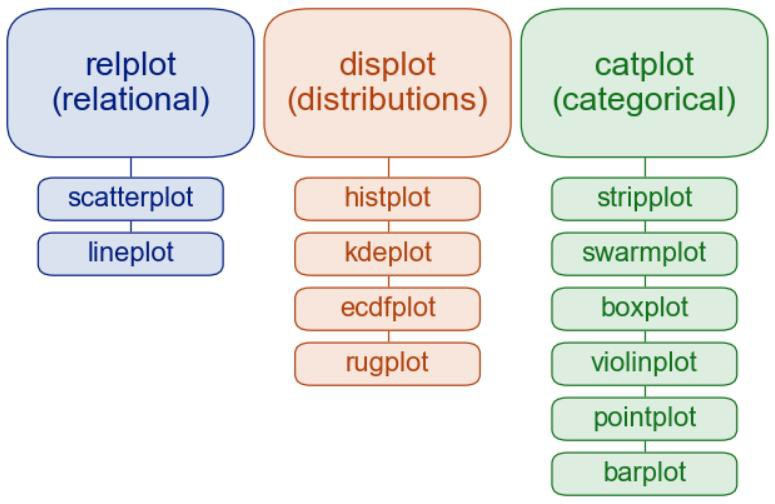 relplot
(relational)
scatterplot
lineplot
displot
(distributions)
histplot
kdeplot
ecdfplot
rugplot
catplot
(categorical)
stripplot
swarmplot
boxplot
violinplot
pointplot
barplot